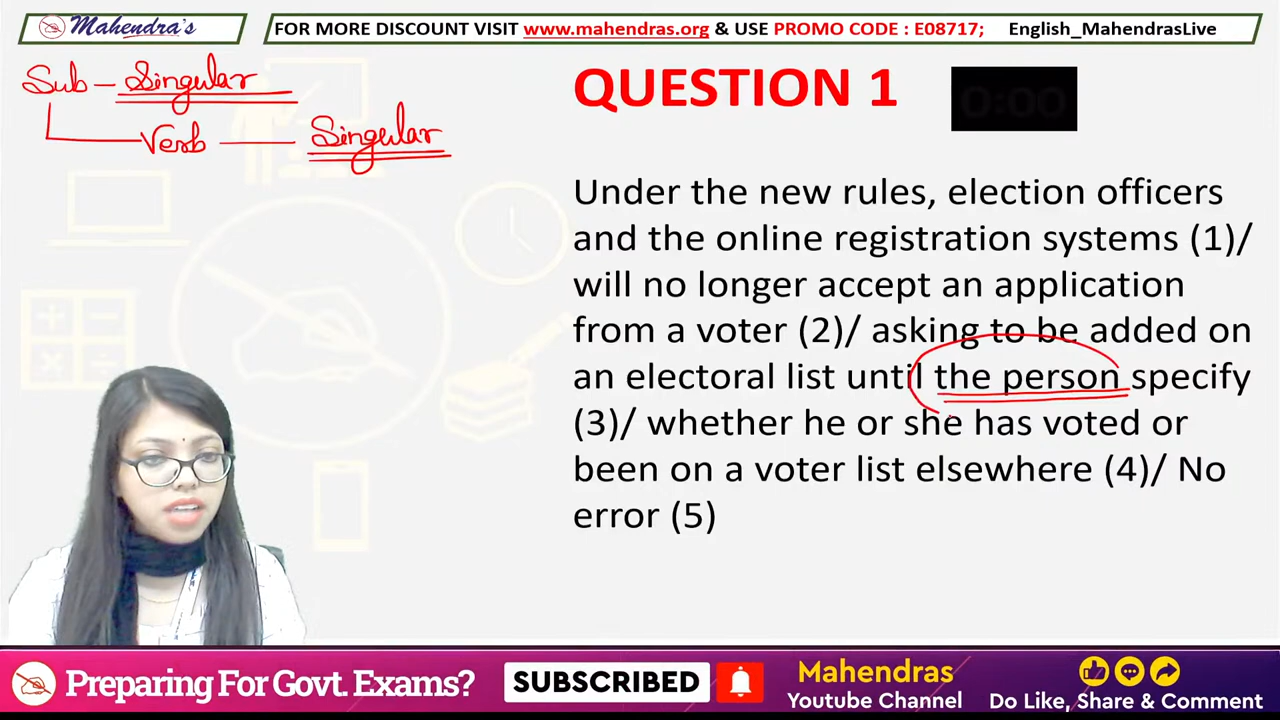 Mahendra's
FOR MORE DISCOUNT VISIT www.mahendras.org & USE PROMO CODE : E08717; English_MahendrasLive
Sub - Singular
Verb — Singular
QUESTION 1
0:00
Under the new rules, election officers
and the online registration systems (1)/
will no longer accept an application
from a voter (2)/ asking to be added on
an electoral list until the person specify
(3)/ whether he or she has voted or
been on a voter list elsewhere (4)/ No
error (5)
Preparing For Govt. Exams?
SUBSCRIBED
Mahendras
Youtube Channel
Do Like, Share & Comment